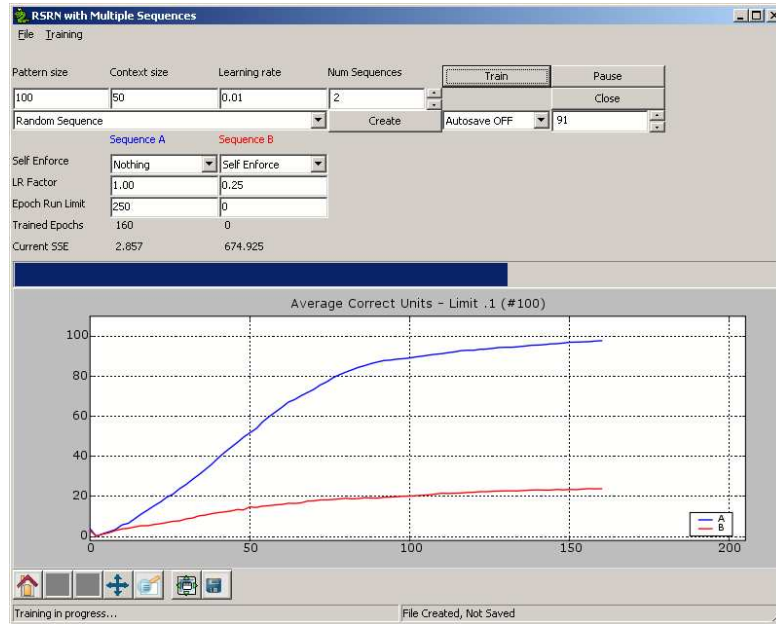 RSRN with Multiple Sequences
File Training
Pattern size Context size Learning rate Num Sequences Train Pause
100 50 0.01 2 Close
Random Sequence Create Autosave OFF 91
Sequence A Sequence B
Self Enforce Nothing Self Enforce
LR Factor 1.00 0.25
Epoch Run Limit 250 0
Trained Epochs 160 0
Current SSE 2.857 674.925
Average Correct Units - Limit .1 (#100)
100
80
60
40
20
0
A
B
0 50 100 150 200
Training in progress... File Created, Not Saved